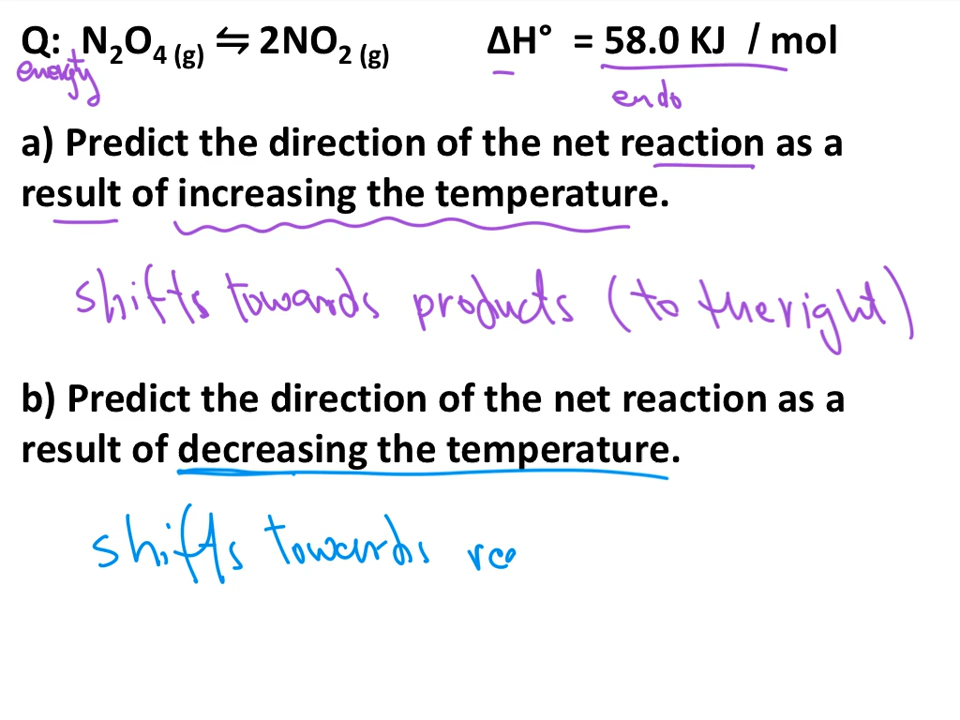 Q: N₂O₄ (g) ⇋ 2NO₂ (g) ΔH° = 58.0 KJ / mol
energy + endo
a) Predict the direction of the net reaction as a
result of increasing the temperature.
shifts towards products (to the right)
b) Predict the direction of the net reaction as a
result of decreasing the temperature.
shifts towards rea